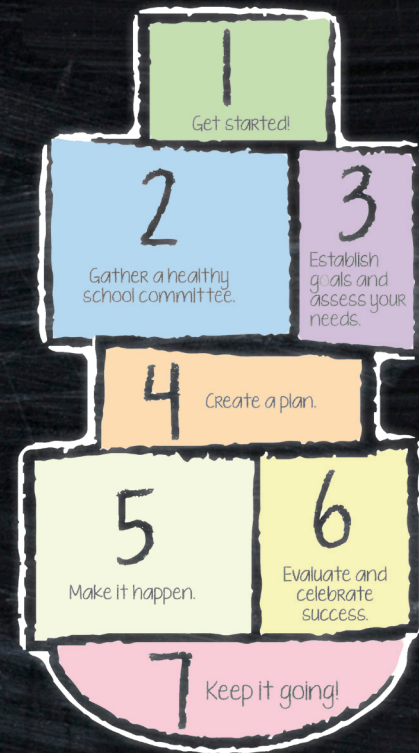 1
Get started!
2
Gather a healthy
school committee.
3
Establish
goals and
assess your
needs.
4
Create a plan.
5
Make it happen.
6
Evaluate and
celebrate
success.
7
Keep it going!